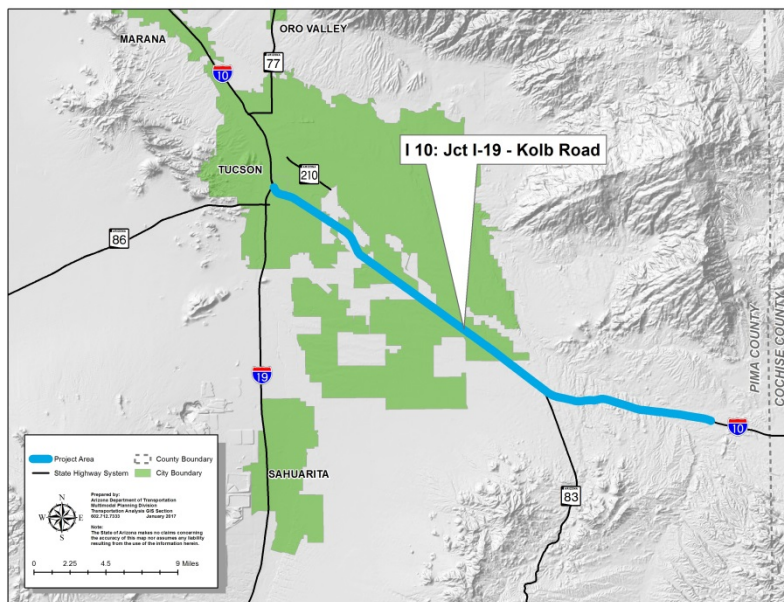 MARANA
ORO VALLEY
10
77
I 10: Jct I-19 - Kolb Road
TUCSON
210
86
PIMA COUNTY
COCHISE COUNTY
19
10
SAHUARITA
83
Project Area
County Boundary
State Highway System
City Boundary
N
W E
S
Prepared by:
Arizona Department of Transportation
Multimodal Planning Division
Transportation Analysis GIS Section
602.712.7333 January 2017
Note:
The State of Arizona makes no claims concerning
the accuracy of this map nor assumes any liability
resulting from the use of the information herein.
0 2.25 4.5 9 Miles